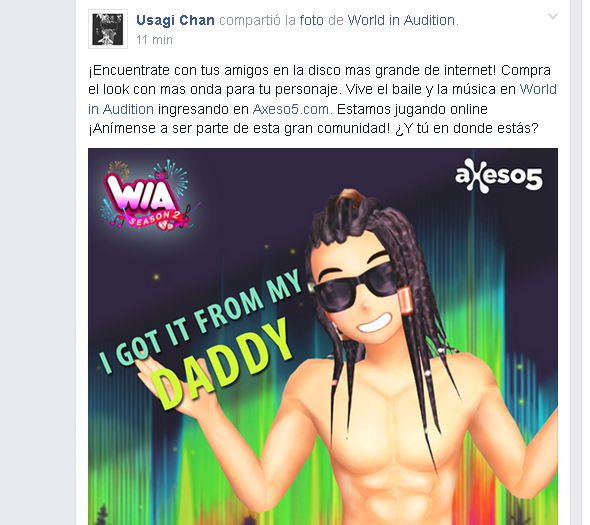 Usagi Chan compartió la foto de World in Audition.
11 min
¡Encuentrate con tus amigos en la disco mas grande de internet! Compra
el look con mas onda para tu personaje. Vive el baile y la música en World
in Audition ingresando en Axeso5.com. Estamos jugando online
¡Anímense a ser parte de esta gran comunidad! ¿Y tú en donde estás?
WIA
SEASON 2
axeso5
I GOT IT FROM MY
DADDY